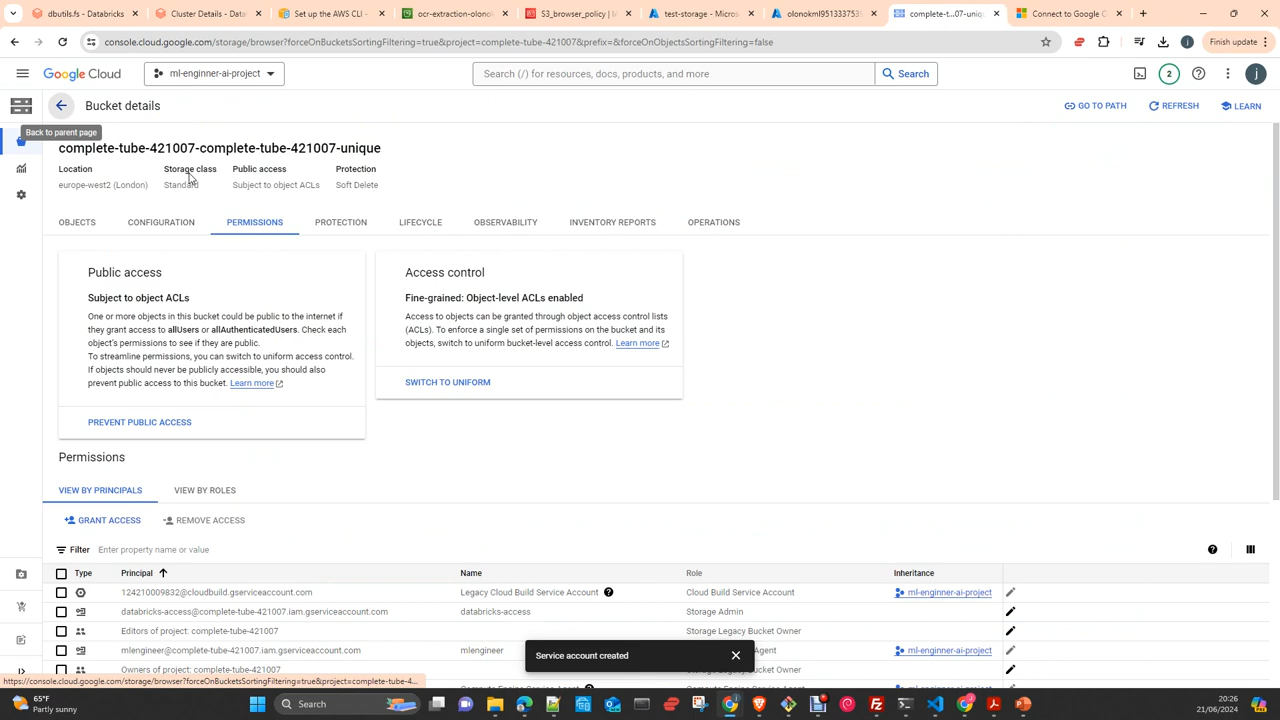 dbutils.fs - Databricks
Cluster Details - Dat
Set up the AWS CLI -
ocr-extraction-olonok
S3_browser_policy | M
test-storage - Micros
olonokml951333753
complete-t...07-uniq
Connect to Google C
console.cloud.google.com/storage/browser?forceOnBucketsSortingFiltering=true&project=complete-tube-421007&prefix=&forceOnObjectsSortingFiltering=false
j
Finish update
Google Cloud
ml-enginner-ai-project
Search (/) for resources, docs, products, and more
Search
2
j
Bucket details
GO TO PATH
REFRESH
LEARN
Back to parent page
complete-tube-421007-complete-tube-421007-unique
Location
Storage class
Public access
Protection
europe-west2 (London)
Standard
Subject to object ACLs
Soft Delete
OBJECTS
CONFIGURATION
PERMISSIONS
PROTECTION
LIFECYCLE
OBSERVABILITY
INVENTORY REPORTS
OPERATIONS
Public access
Subject to object ACLs
One or more objects in this bucket could be public to the internet if
they grant access to allUsers or allAuthenticatedUsers. Check each
object's permissions to see if they are public.
To streamline permissions, you can switch to uniform access control.
If objects should never be publicly accessible, you should also
prevent public access to this bucket. Learn more
PREVENT PUBLIC ACCESS
Access control
Fine-grained: Object-level ACLs enabled
Access to objects can be granted through object access control lists
(ACLs). To enforce a single set of permissions on the bucket and its
objects, switch to uniform bucket-level access control. Learn more
SWITCH TO UNIFORM
Permissions
VIEW BY PRINCIPALS
VIEW BY ROLES
GRANT ACCESS
REMOVE ACCESS
Filter Enter property name or value
Type Principal Name Role Inheritance
124210009832@cloudbuild.gserviceaccount.com Legacy Cloud Build Service Account Cloud Build Service Account ml-enginner-ai-project
databricks-access@complete-tube-421007.iam.gserviceaccount.com databricks-access Storage Admin
Editors of project: complete-tube-421007 Storage Legacy Bucket Owner
mlengineer@complete-tube-421007.iam.gserviceaccount.com mlengineer Agent ml-enginner-ai-project
Owners of project: complete-tube-421007 Storage Legacy Bucket Owner
Service account created
https://console.cloud.google.com/storage/browser?forceOnBucketsSortingFiltering=true&project=complete-tube-4...
65°F
Partly sunny
Search
20:26
21/06/2024